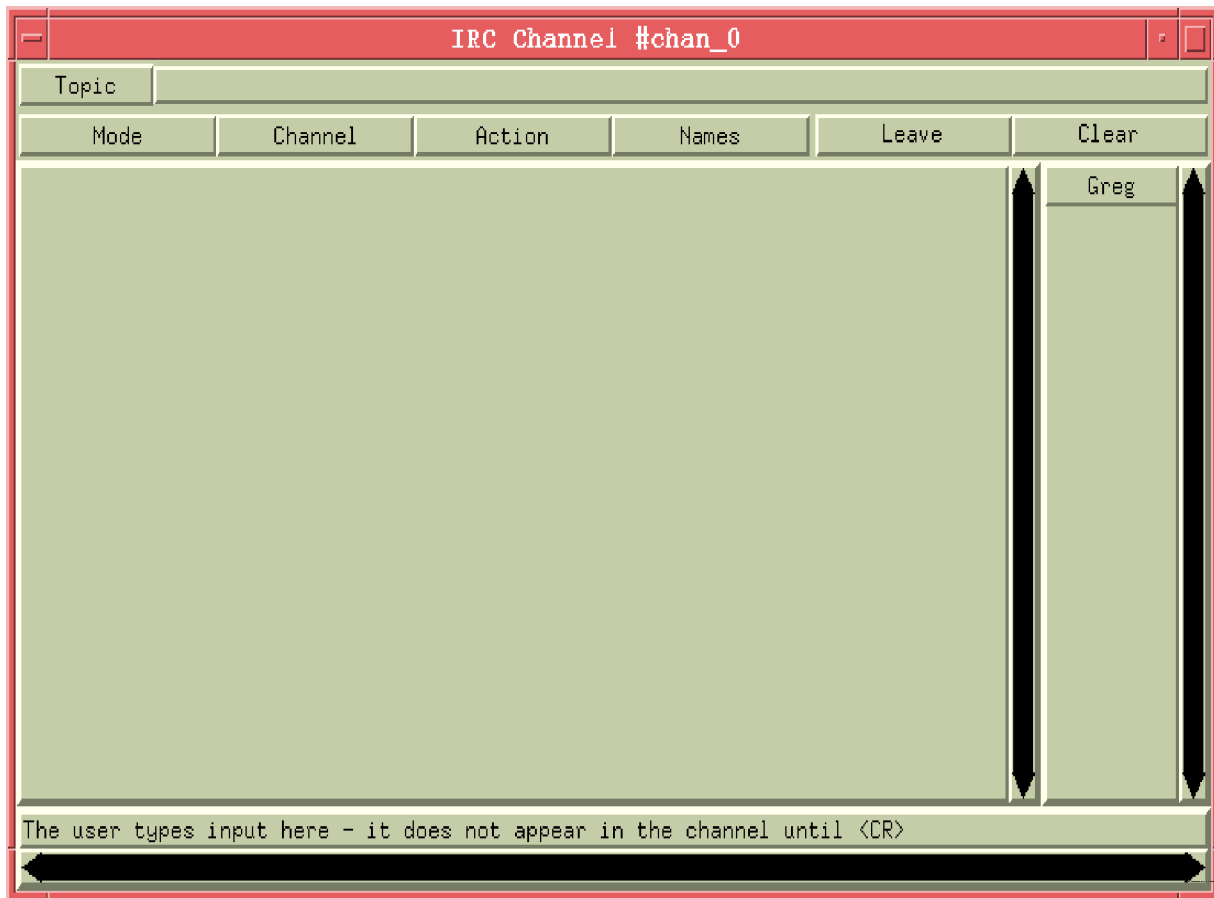 IRC Channel #chan_0
Topic
Mode Channel Action Names Leave Clear
Greg
The user types input here - it does not appear in the channel until <CR>